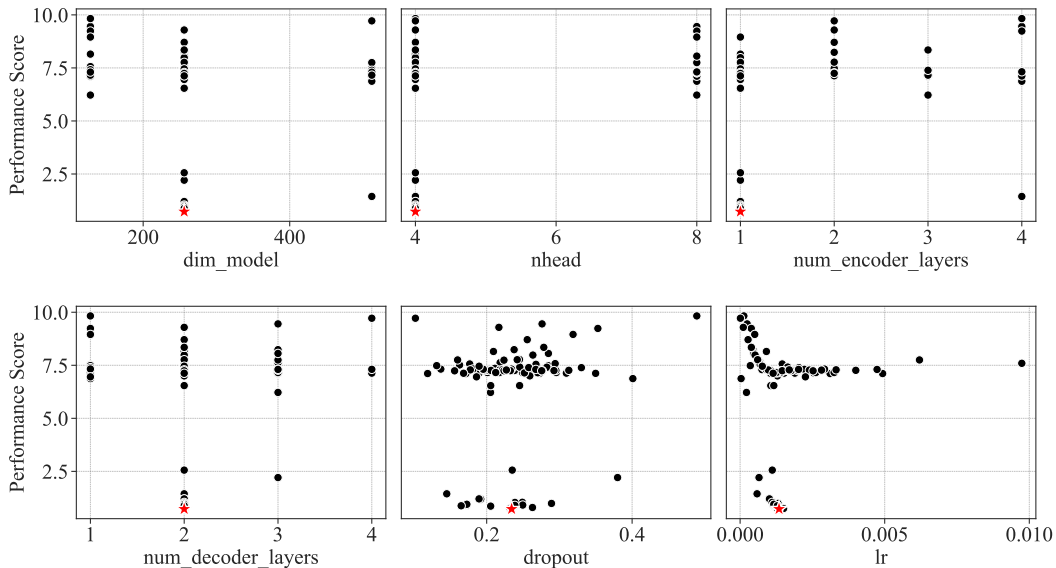 Performance Score
10.0
7.5
5.0
2.5
200 400
dim_model
4 6 8
nhead
1 2 3 4
num_encoder_layers
Performance Score
10.0
7.5
5.0
2.5
1 2 3 4
num_decoder_layers
0.2 0.4
dropout
0.000 0.005 0.010
lr